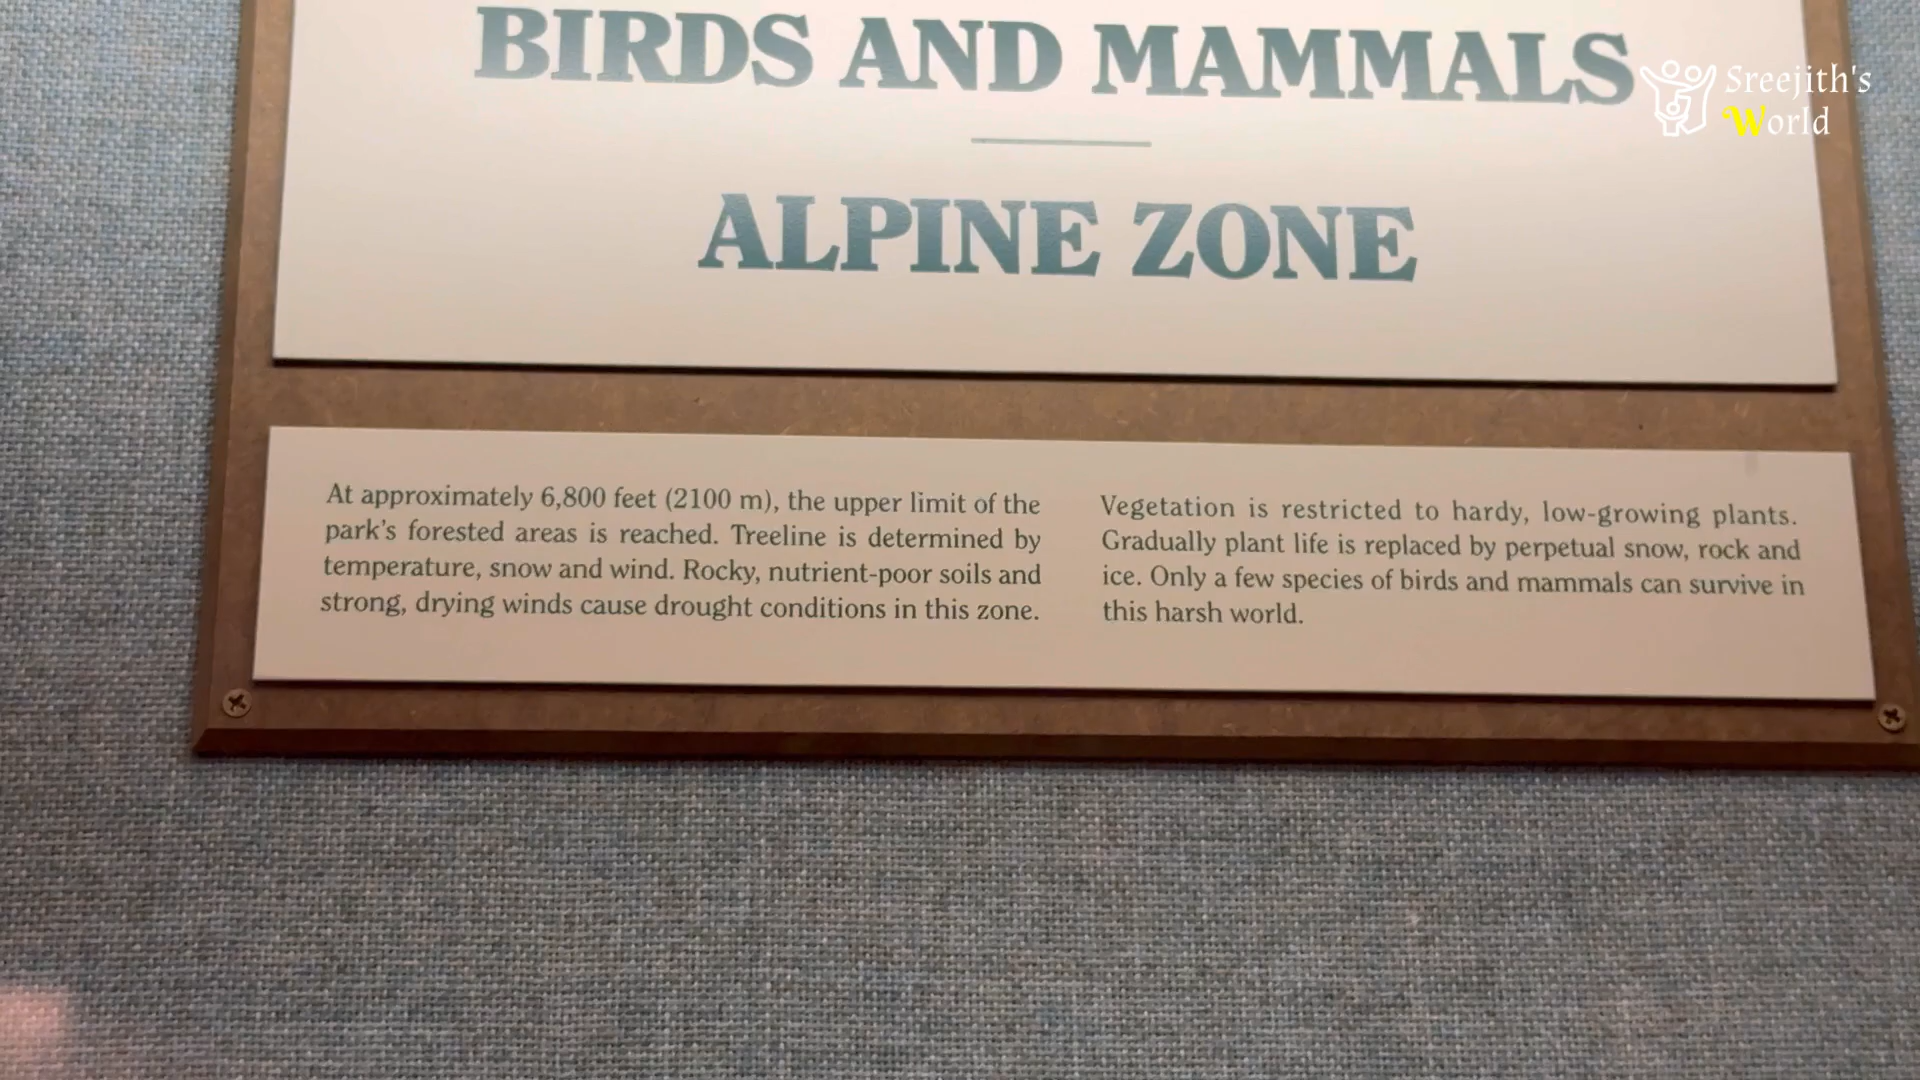 BIRDS AND MAMMALS
ALPINE ZONE
Sreejith's
World
At approximately 6,800 feet (2100 m), the upper limit of the
park's forested areas is reached. Treeline is determined by
temperature, snow and wind. Rocky, nutrient-poor soils and
strong, drying winds cause drought conditions in this zone.
Vegetation is restricted to hardy, low-growing plants.
Gradually plant life is replaced by perpetual snow, rock and
ice. Only a few species of birds and mammals can survive in
this harsh world.